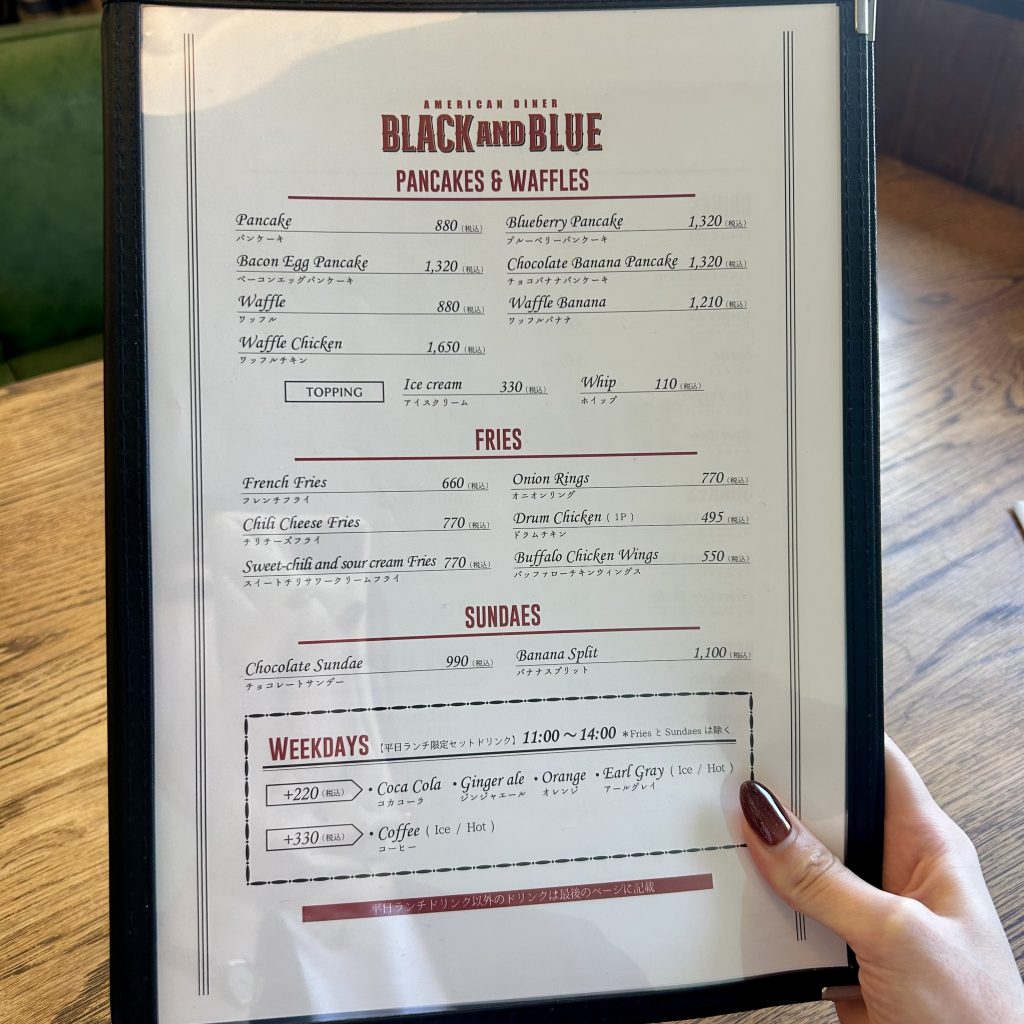 AMERICAN DINER
BLACK AND BLUE
PANCAKES & WAFFLES
Pancake 880(税込) Blueberry Pancake 1,320(税込)
パンケーキ ブルーベリーパンケーキ
Bacon Egg Pancake 1,320(税込) Chocolate Banana Pancake 1,320(税込)
ベーコンエッグパンケーキ チョコバナナパンケーキ
Waffle 880(税込) Waffle Banana 1,210(税込)
ワッフル ワッフルバナナ
Waffle Chicken 1,650(税込)
ワッフルチキン
TOPPING Ice cream 330(税込) Whip 110(税込)
アイスクリーム ホイップ
FRIES
French Fries 660(税込) Onion Rings 770(税込)
フレンチフライ オニオンリング
Chili Cheese Fries 770(税込) Drum Chicken ( 1P ) 495(税込)
チリチーズフライ ドラムチキン
Sweet-chili and sour cream Fries 770(税込) Buffalo Chicken Wings 550(税込)
スイートチリサワークリームフライ バッファローチキンウィングス
SUNDAES
Chocolate Sundae 990(税込) Banana Split 1,100(税込)
チョコレートサンデー バナナスプリット
WEEKDAYS 【平日ランチ限定セットドリンク】 11:00〜14:00 *Fries と Sundaes は除く
+220(税込) ・Coca Cola ・Ginger ale ・Orange ・Earl Gray ( Ice / Hot )
コカコーラ ジンジャエール オレンジ アールグレイ
+330(税込) ・Coffee ( Ice / Hot )
コーヒー
平日ランチドリンク以外のドリンクは最後のページに記載